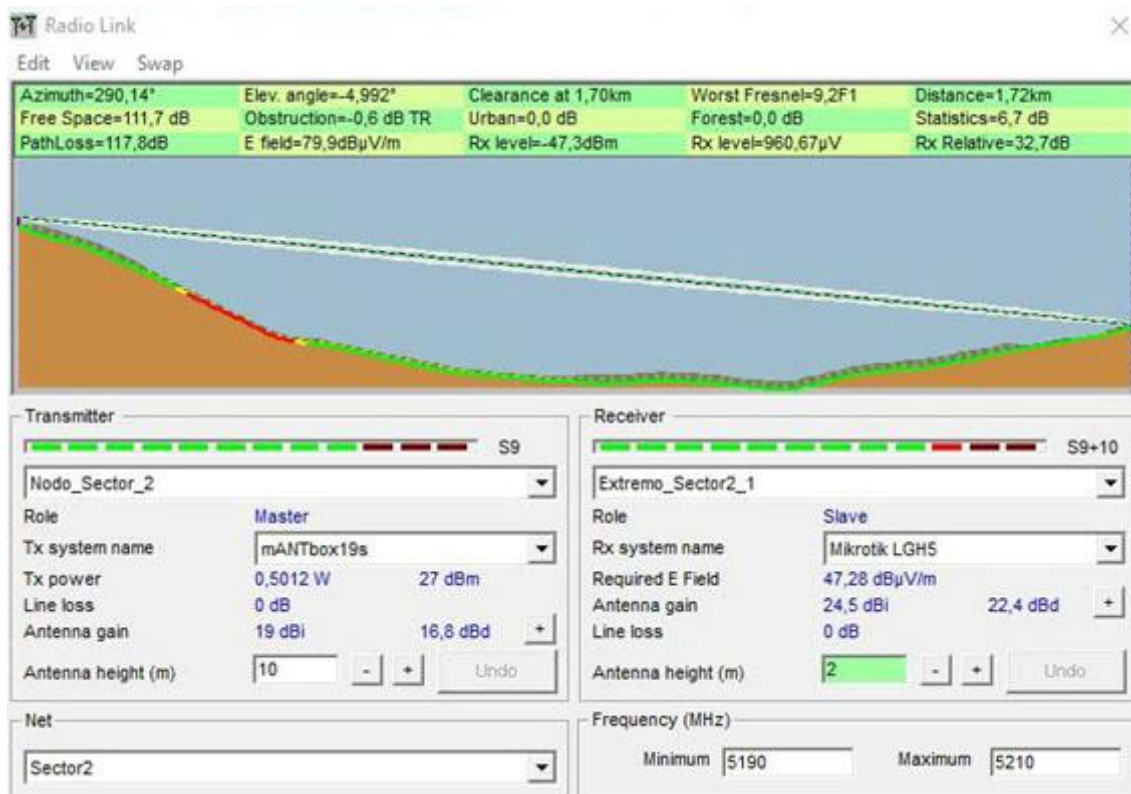 Radio Link
Edit View Swap
Azimuth=290,14° Elev. angle=-4,992° Clearance at 1,70km Worst Fresnel=9,2F1 Distance=1,72km
Free Space=111,7 dB Obstruction=-0,6 dB TR Urban=0,0 dB Forest=0,0 dB Statistics=6,7 dB
PathLoss=117,8dB E field=79,9dBµV/m Rx level=-47,3dBm Rx level=960,67µV Rx Relative=32,7dB
Transmitter Receiver
S9 S9+10
Nodo_Sector_2 Extremo_Sector2_1
Role Master Role Slave
Tx system name mANTbox19s Rx system name Mikrotik LGH5
Tx power 0,5012 W 27 dBm Required E Field 47,28 dBµV/m
Line loss 0 dB Antenna gain 24,5 dBi 22,4 dBd +
Antenna gain 19 dBi 16,8 dBd + Line loss 0 dB
Antenna height (m) 10 - + Undo Antenna height (m) 2 - + Undo
Net Frequency (MHz)
Sector2 Minimum 5190 Maximum 5210